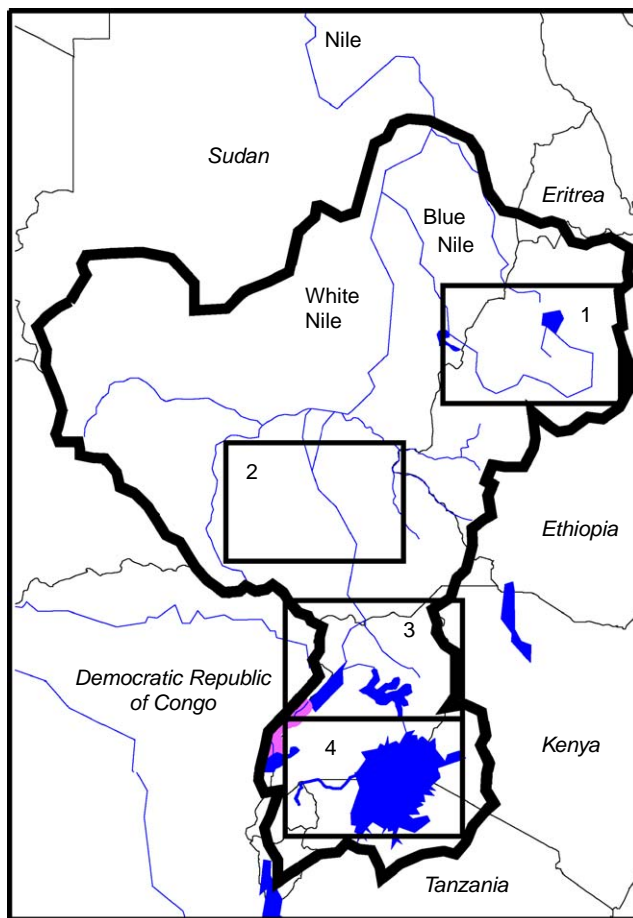 Nile
Sudan
Eritrea
Blue
Nile
White
Nile
1
2
Ethiopia
3
Democratic Republic
of Congo
4
Kenya
Tanzania